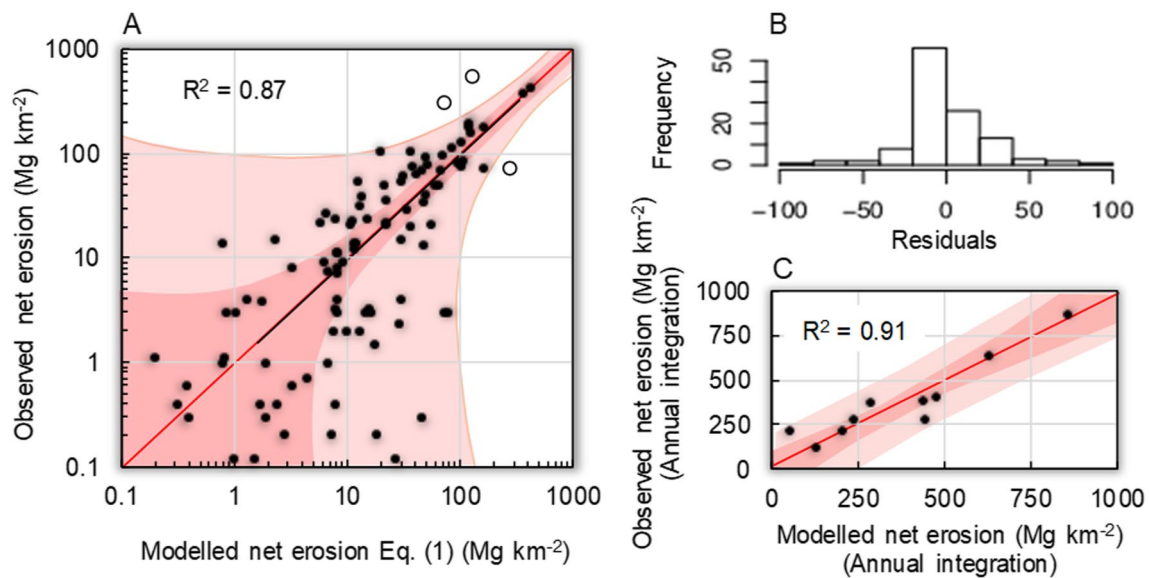 A
1000
100
10
1
0.1
R² = 0.87
Observed net erosion (Mg km⁻²)
0.1 1 10 100 1000
Modelled net erosion Eq. (1) (Mg km⁻²)
B
Frequency
50
20
0
−100 −50 0 50 100
Residuals
C
Observed net erosion (Mg km⁻²)
(Annual integration)
1000
750
500
250
0
R² = 0.91
0 250 500 750 1000
Modelled net erosion (Mg km⁻²)
(Annual integration)